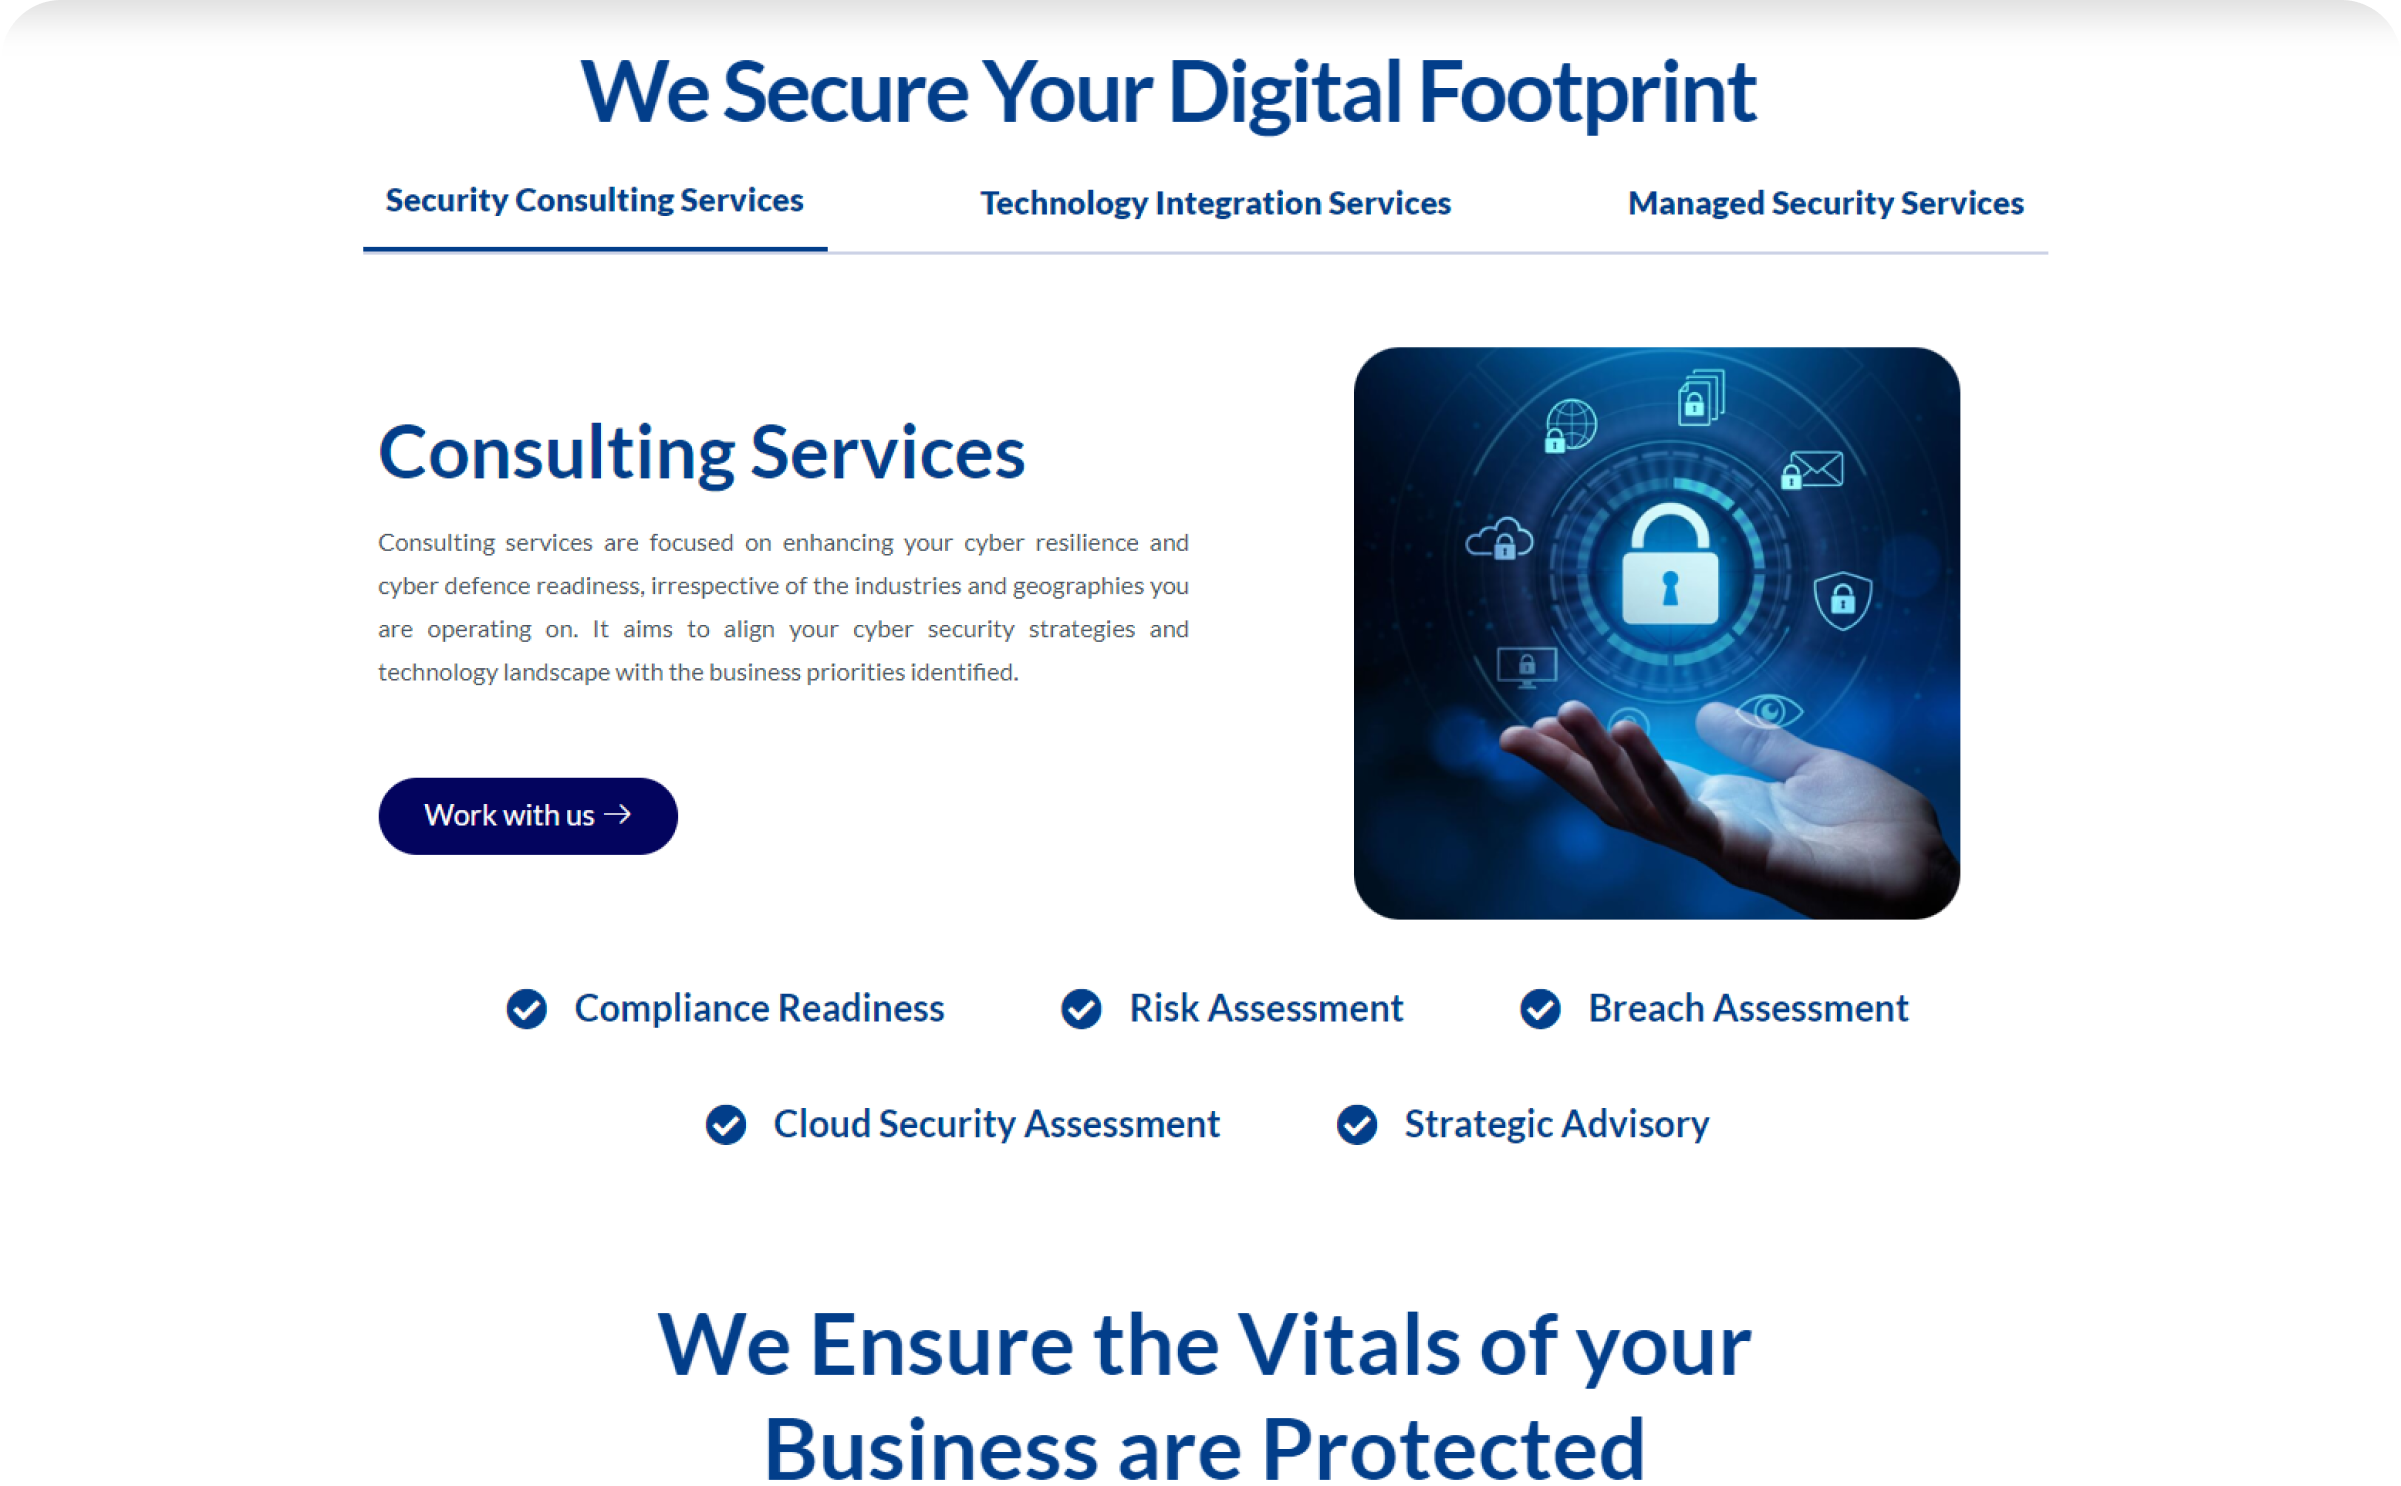 We Secure Your Digital Footprint
Security Consulting Services
Technology Integration Services
Managed Security Services
Consulting Services
Consulting services are focused on enhancing your cyber resilience and
cyber defence readiness, irrespective of the industries and geographies you
are operating on. It aims to align your cyber security strategies and
technology landscape with the business priorities identified.
Work with us →
Compliance Readiness
Risk Assessment
Breach Assessment
Cloud Security Assessment
Strategic Advisory
We Ensure the Vitals of your
Business are Protected